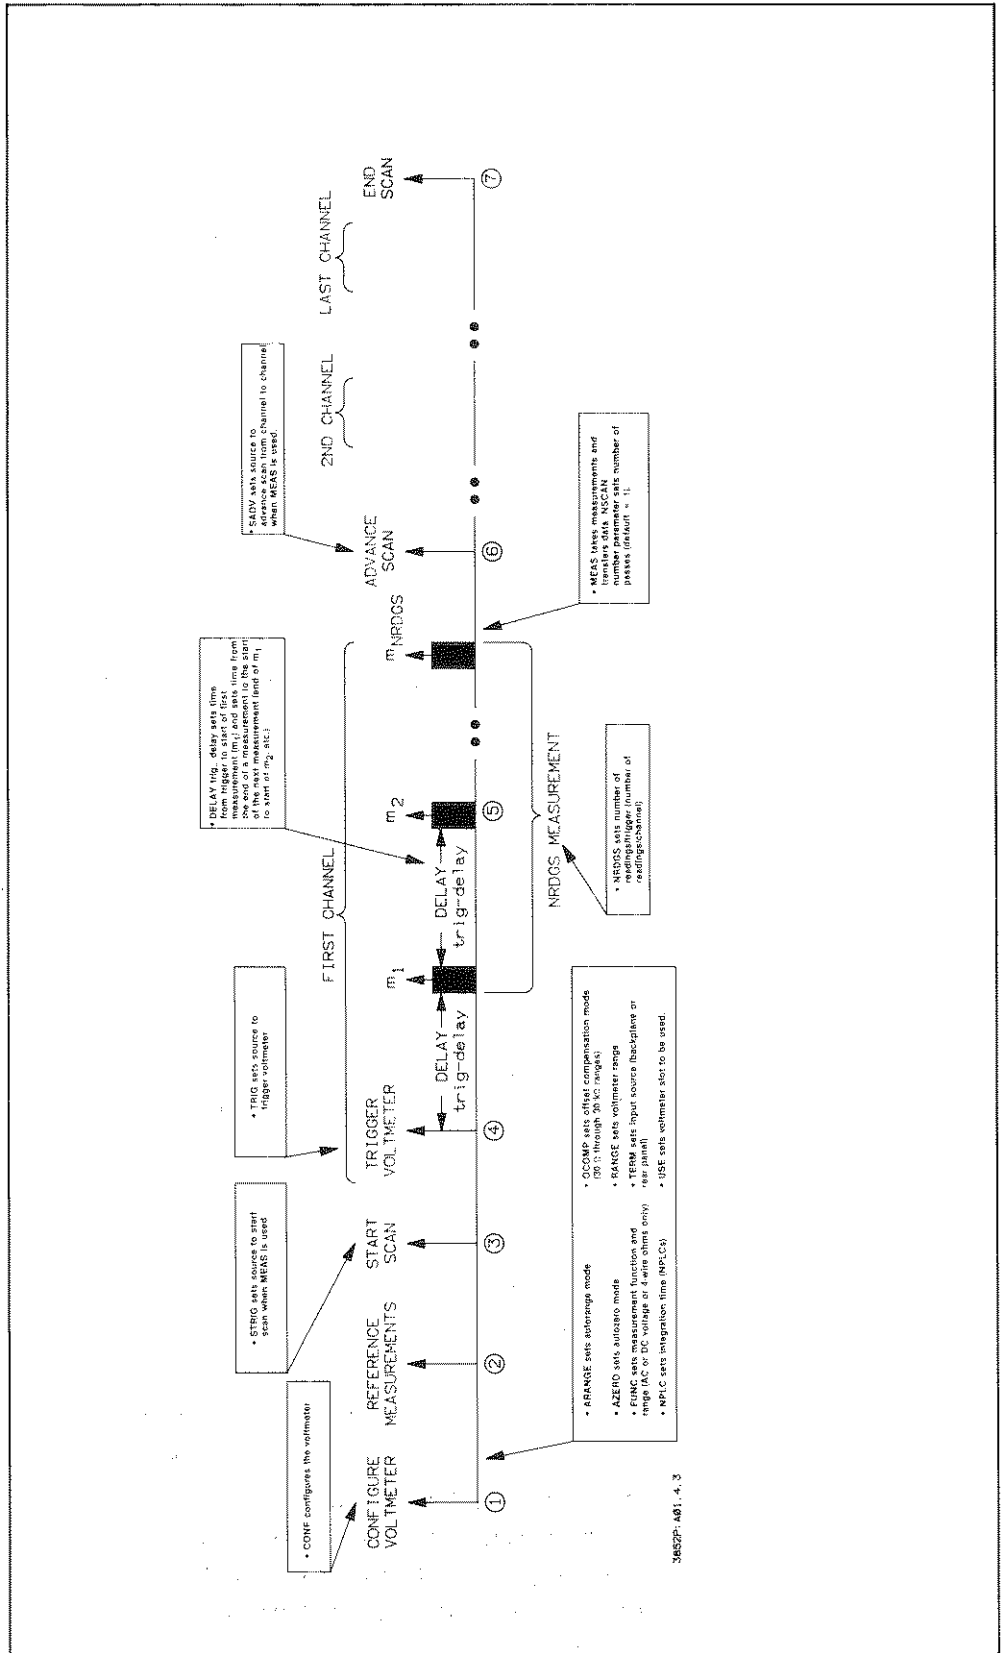 • CONF configures the voltmeter
• STRIG sets source to start
scan when MEAS is used
• TRIG sets source to
trigger voltmeter
• DELAY trig_ delay sets time
from trigger to start of first
measurement (m1) and sets time from
the end of a measurement to the start
of the next measurement (end of m1
to start of m2, etc.)
• SADV sets source to
advance scan from channel to channel
when MEAS is used.
FIRST CHANNEL
2ND CHANNEL
LAST CHANNEL
CONFIGURE
VOLTMETER
REFERENCE
MEASUREMENTS
START
SCAN
TRIGGER
VOLTMETER
m1
m2
mNRDGS
ADVANCE
SCAN
END
SCAN
DELAY
trig-delay
DELAY
trig-delay
1
2
3
4
5
6
7
NRDGS MEASUREMENT
• ARANGE sets autorange mode
• AZERO sets autozero mode
• FUNC sets measurement function and
range (AC or DC voltage or 4-wire ohms only)
• NPLC sets integration time (NPLCs)
• OCOMP sets offset compensation mode
(30 Ω through 30 kΩ ranges)
• RANGE sets voltmeter range
• TERM sets input source (backplane or
rear panel)
• USE sets voltmeter slot to be used.
• NRDGS sets number of
readings/trigger (number of
readings/channel)
• MEAS takes measurements and
transfers data NSCAN
number parameter sets number of
passes (default = 1).
3852P:A01.4.3